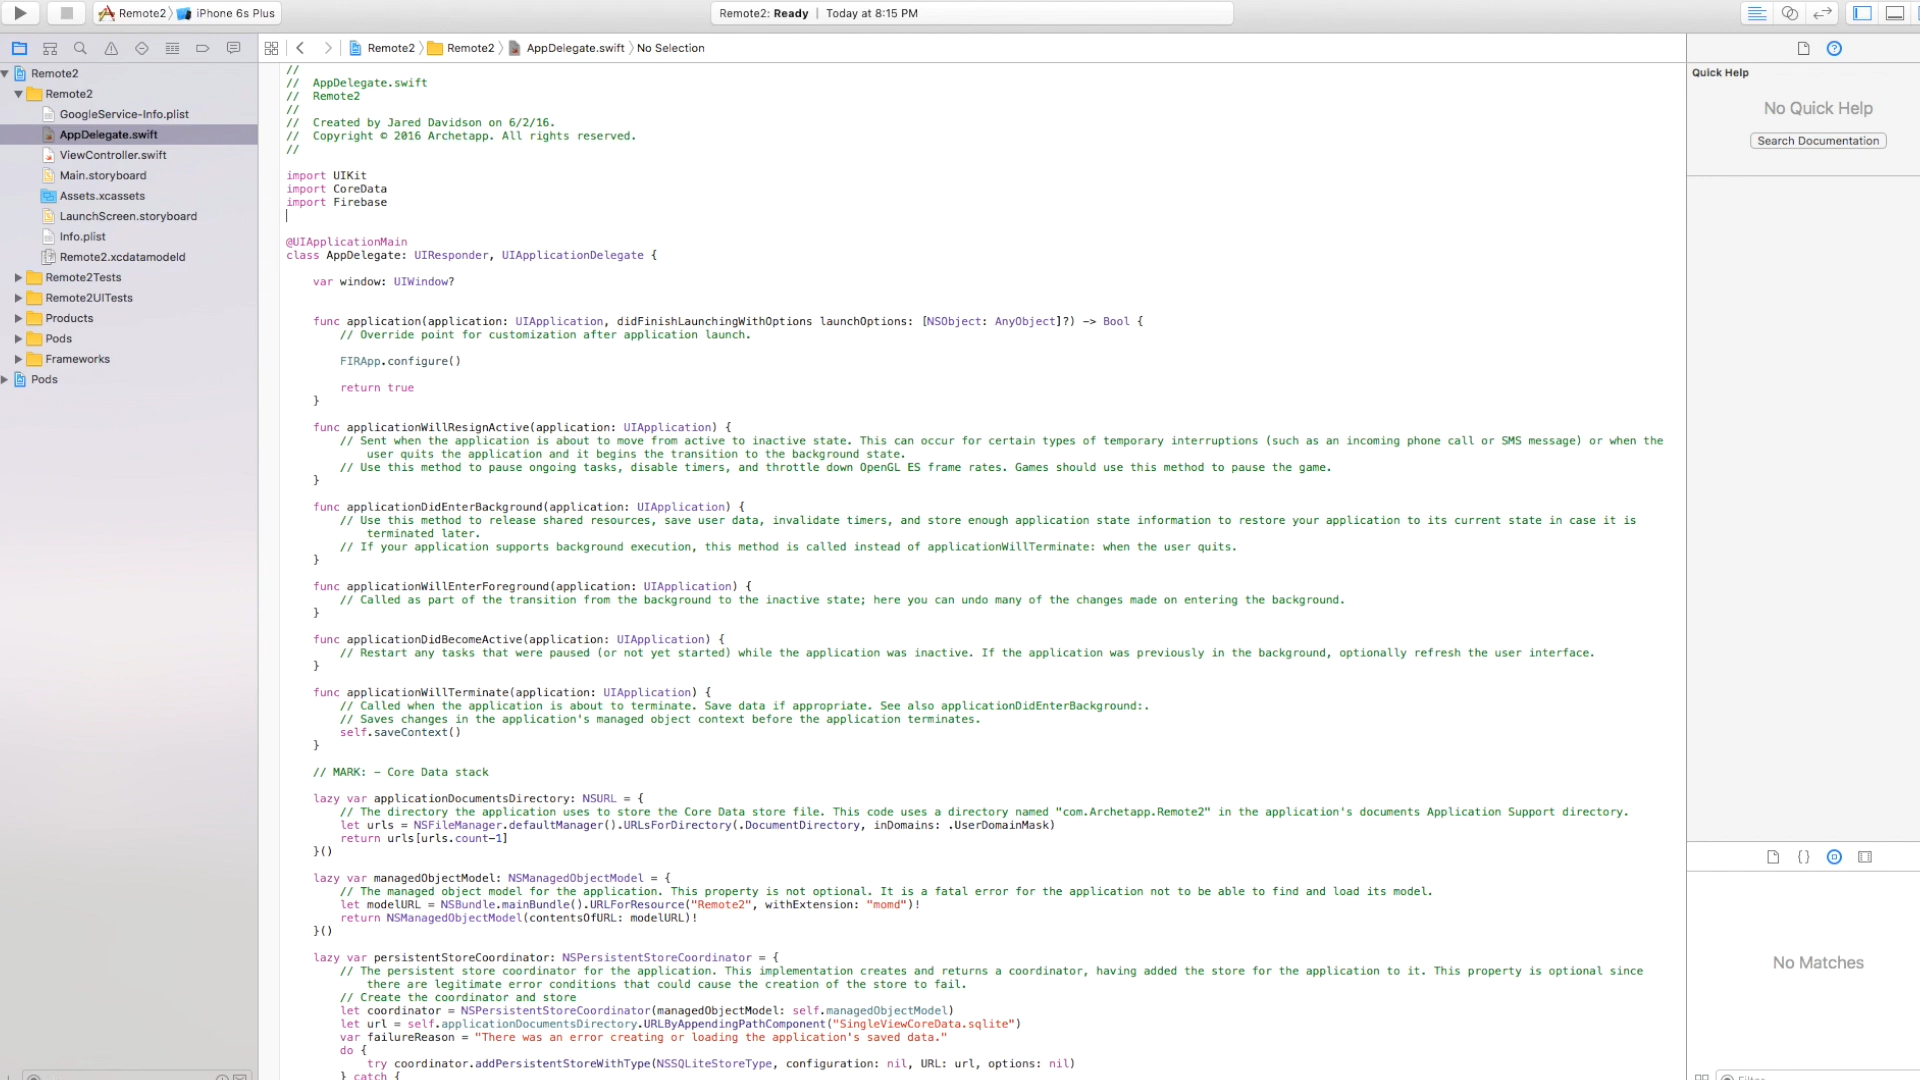 Remote2 〉 iPhone 6s Plus
Remote2: Ready | Today at 8:15 PM
Remote2 〉 Remote2 〉 AppDelegate.swift 〉 No Selection
Remote2
Remote2
GoogleService-Info.plist
AppDelegate.swift
ViewController.swift
Main.storyboard
Assets.xcassets
LaunchScreen.storyboard
Info.plist
Remote2.xcdatamodeld
Remote2Tests
Remote2UITests
Products
Pods
Frameworks
Pods
//
//  AppDelegate.swift
//  Remote2
//
//  Created by Jared Davidson on 6/2/16.
//  Copyright © 2016 Archetapp. All rights reserved.
//
import UIKit
import CoreData
import Firebase
@UIApplicationMain
class AppDelegate: UIResponder, UIApplicationDelegate {
var window: UIWindow?
func application(application: UIApplication, didFinishLaunchingWithOptions launchOptions: [NSObject: AnyObject]?) -> Bool {
// Override point for customization after application launch.
FIRApp.configure()
return true
}
func applicationWillResignActive(application: UIApplication) {
// Sent when the application is about to move from active to inactive state. This can occur for certain types of temporary interruptions (such as an incoming phone call or SMS message) or when the
user quits the application and it begins the transition to the background state.
// Use this method to pause ongoing tasks, disable timers, and throttle down OpenGL ES frame rates. Games should use this method to pause the game.
}
func applicationDidEnterBackground(application: UIApplication) {
// Use this method to release shared resources, save user data, invalidate timers, and store enough application state information to restore your application to its current state in case it is
terminated later.
// If your application supports background execution, this method is called instead of applicationWillTerminate: when the user quits.
}
func applicationWillEnterForeground(application: UIApplication) {
// Called as part of the transition from the background to the inactive state; here you can undo many of the changes made on entering the background.
}
func applicationDidBecomeActive(application: UIApplication) {
// Restart any tasks that were paused (or not yet started) while the application was inactive. If the application was previously in the background, optionally refresh the user interface.
}
func applicationWillTerminate(application: UIApplication) {
// Called when the application is about to terminate. Save data if appropriate. See also applicationDidEnterBackground:.
// Saves changes in the application's managed object context before the application terminates.
self.saveContext()
}
// MARK: - Core Data stack
lazy var applicationDocumentsDirectory: NSURL = {
// The directory the application uses to store the Core Data store file. This code uses a directory named "com.Archetapp.Remote2" in the application's documents Application Support directory.
let urls = NSFileManager.defaultManager().URLsForDirectory(.DocumentDirectory, inDomains: .UserDomainMask)
return urls[urls.count-1]
}()
lazy var managedObjectModel: NSManagedObjectModel = {
// The managed object model for the application. This property is not optional. It is a fatal error for the application not to be able to find and load its model.
let modelURL = NSBundle.mainBundle().URLForResource("Remote2", withExtension: "momd")!
return NSManagedObjectModel(contentsOfURL: modelURL)!
}()
lazy var persistentStoreCoordinator: NSPersistentStoreCoordinator = {
// The persistent store coordinator for the application. This implementation creates and returns a coordinator, having added the store for the application to it. This property is optional since
there are legitimate error conditions that could cause the creation of the store to fail.
// Create the coordinator and store
let coordinator = NSPersistentStoreCoordinator(managedObjectModel: self.managedObjectModel)
let url = self.applicationDocumentsDirectory.URLByAppendingPathComponent("SingleViewCoreData.sqlite")
var failureReason = "There was an error creating or loading the application's saved data."
do {
try coordinator.addPersistentStoreWithType(NSSQLiteStoreType, configuration: nil, URL: url, options: nil)
} catch {
Quick Help
No Quick Help
Search Documentation
{ }
No Matches